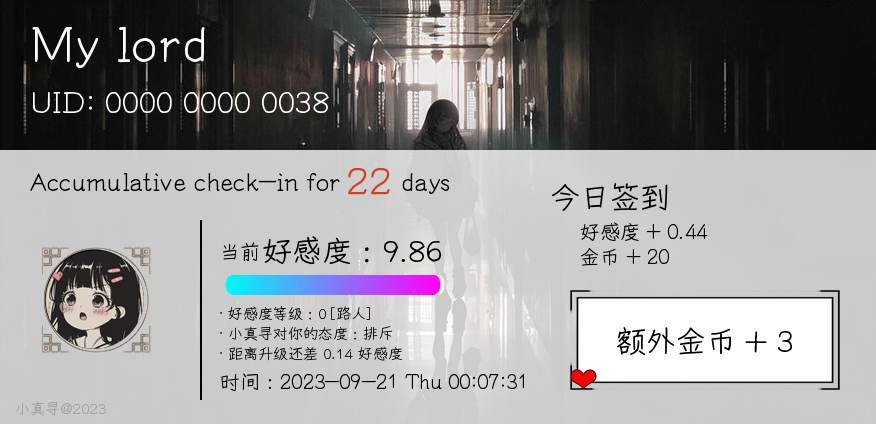 My lord
UID: 0000 0000 0038
Accumulative check-in for 22 days
今日签到
好感度 + 0.44
金币 + 20
当前好感度 : 9.86
· 好感度等级 : 0 [路人]
· 小真寻对你的态度 : 排斥
· 距离升级还差 0.14 好感度
时间 : 2023-09-21 Thu 00:07:31
额外金币 + 3
小真寻@2023